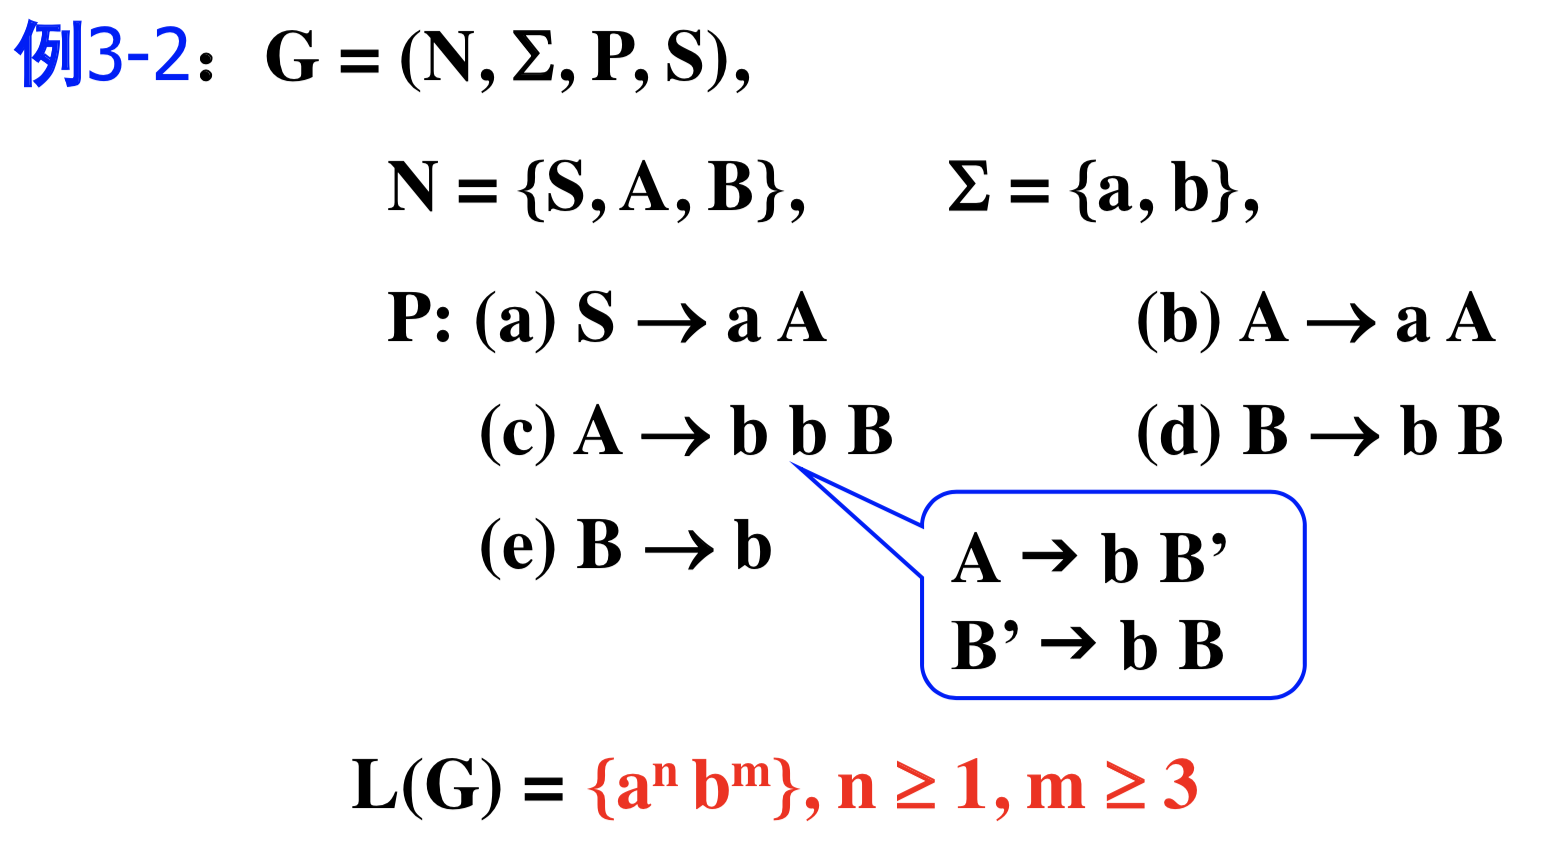 例3-2：G = (N, Σ, P, S),
N = {S, A, B},  Σ = {a, b},
P: (a) S → a A  (b) A → a A
(c) A → b b B  (d) B → b B
(e) B → b
A → b B’
B’ → b B
L(G) = {aⁿ bᵐ}, n ≥ 1, m ≥ 3